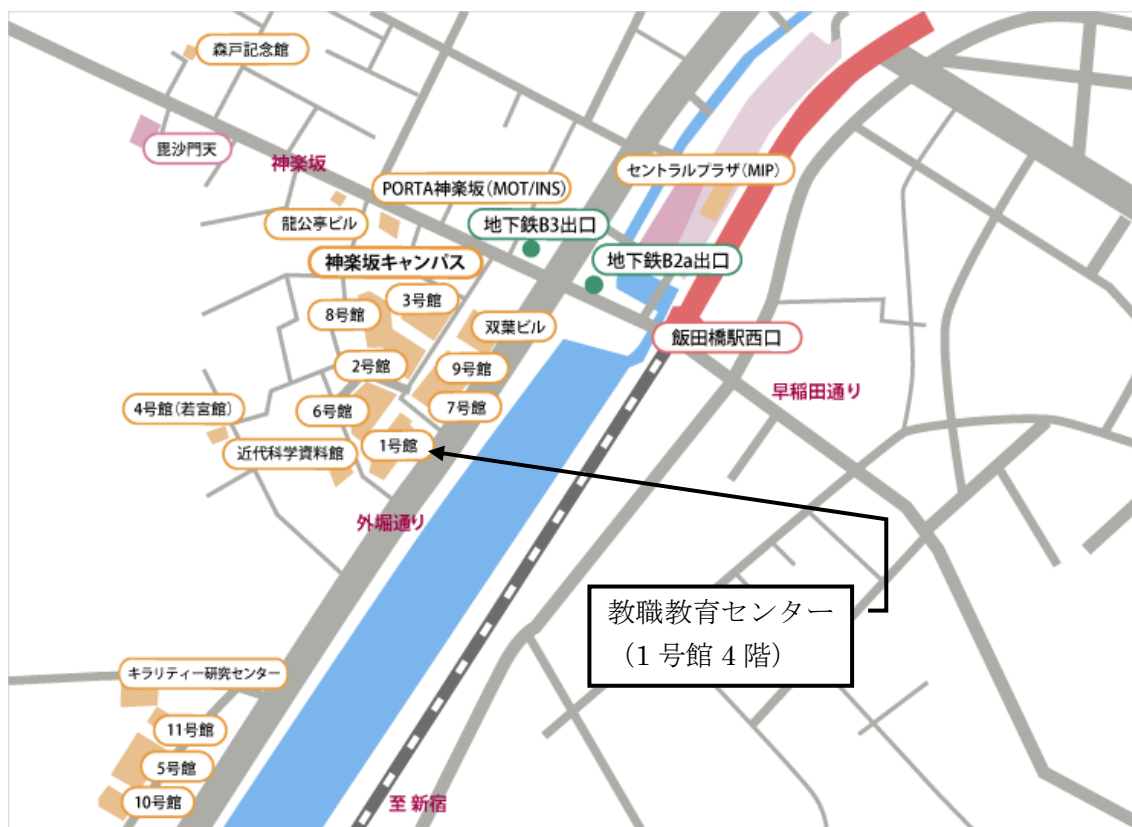 森戸記念館
毘沙門天
神楽坂
セントラルプラザ(MIP)
PORTA神楽坂(MOT/INS)
龍公亭ビル
地下鉄B3出口
神楽坂キャンパス
地下鉄B2a出口
3号館
8号館
双葉ビル
飯田橋駅西口
2号館
9号館
早稲田通り
4号館(若宮館)
6号館
7号館
1号館
近代科学資料館
外堀通り
教職教育センター
(1号館4階)
キラリティー研究センター
11号館
5号館
10号館
至 新宿